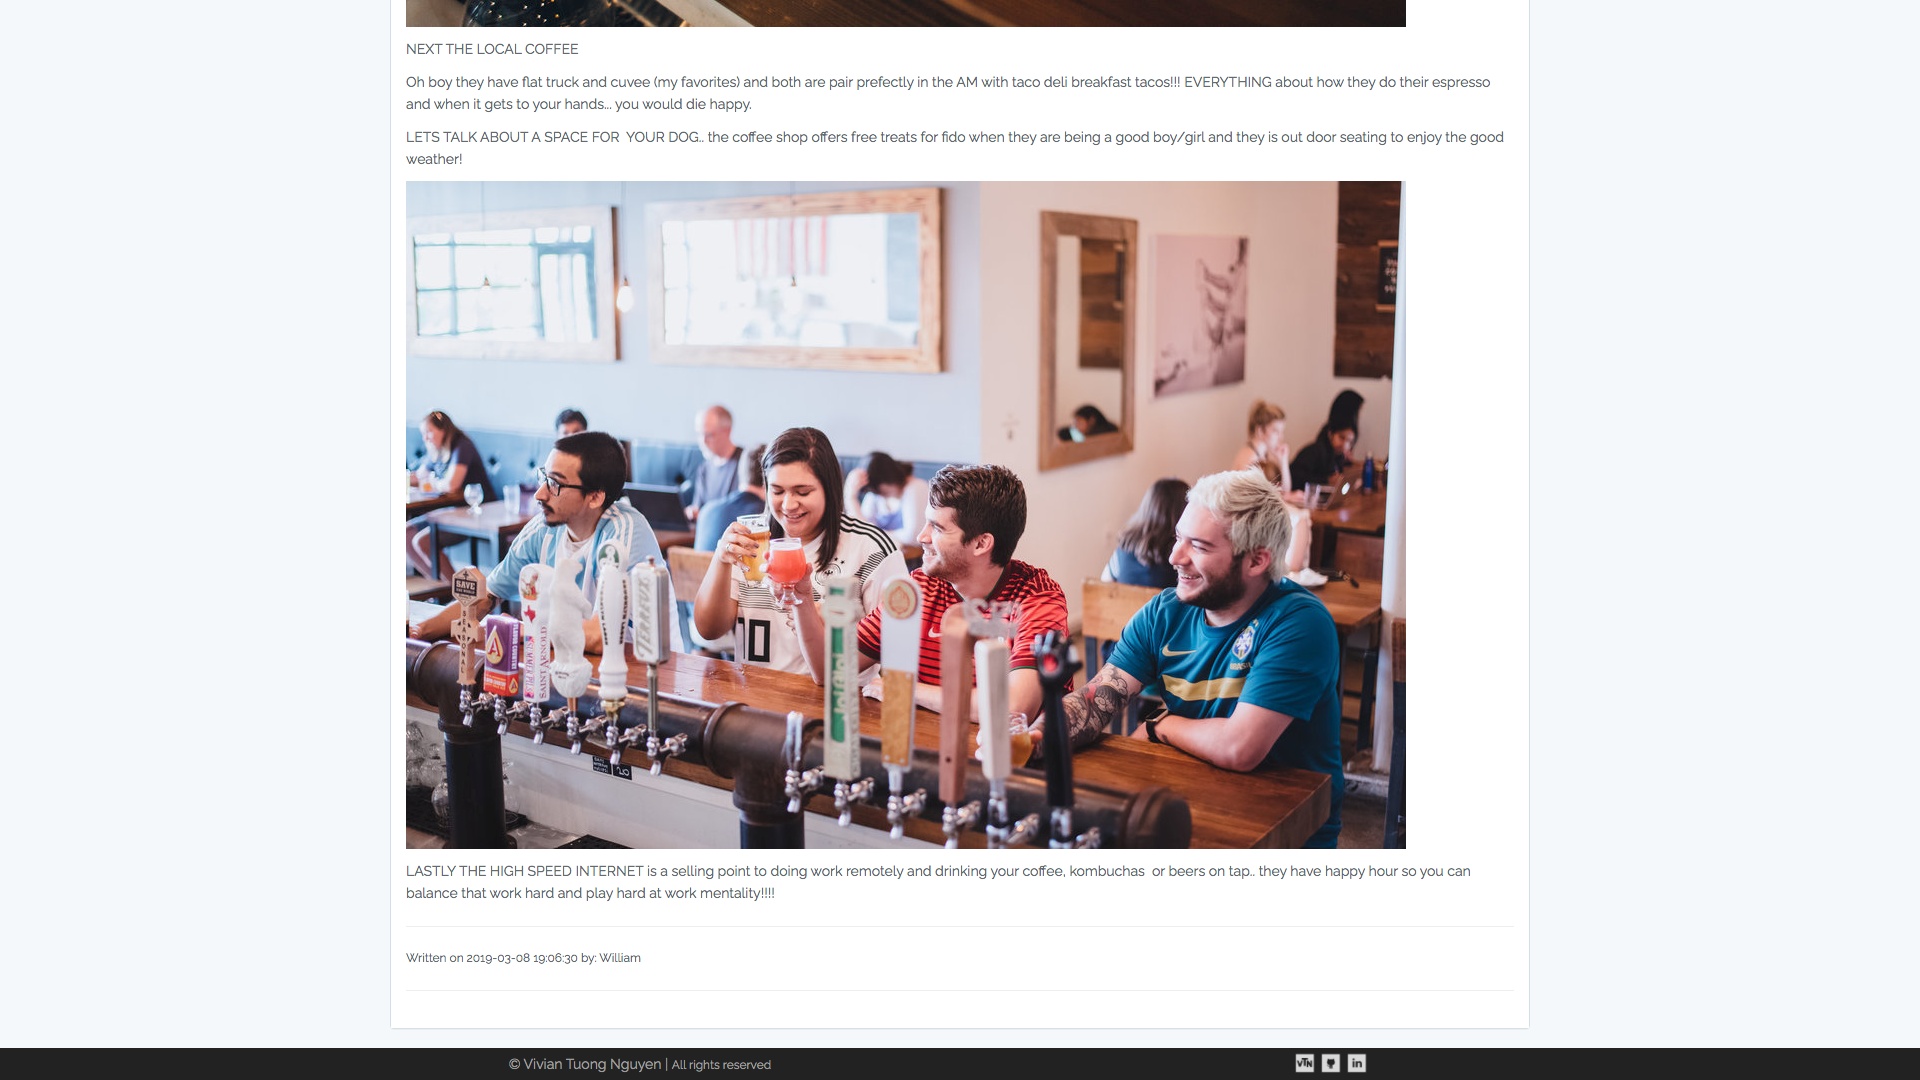 NEXT THE LOCAL COFFEE
Oh boy they have flat truck and cuvee (my favorites) and both are pair prefectly in the AM with taco deli breakfast tacos!!! EVERYTHING about how they do their espresso
and when it gets to your hands... you would die happy.
LETS TALK ABOUT A SPACE FOR  YOUR DOG.. the coffee shop offers free treats for fido when they are being a good boy/girl and they is out door seating to enjoy the good
weather!
SAVE
SEASONAL
SAINT ARNOLD
10
20
LASTLY THE HIGH SPEED INTERNET is a selling point to doing work remotely and drinking your coffee, kombuchas  or beers on tap.. they have happy hour so you can
balance that work hard and play hard at work mentality!!!!
Written on 2019-03-08 19:06:30 by: William
© Vivian Tuong Nguyen | All rights reserved
VTN
in